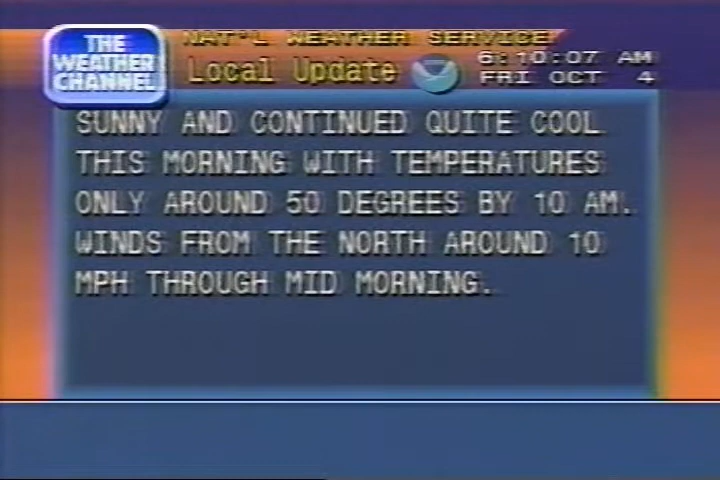 THE
WEATHER
CHANNEL
NAT'L WEATHER SERVICE
Local Update
6:10:07 AM
FRI OCT 4
SUNNY AND CONTINUED QUITE COOL
THIS MORNING WITH TEMPERATURES
ONLY AROUND 50 DEGREES BY 10 AM.
WINDS FROM THE NORTH AROUND 10
MPH THROUGH MID MORNING.